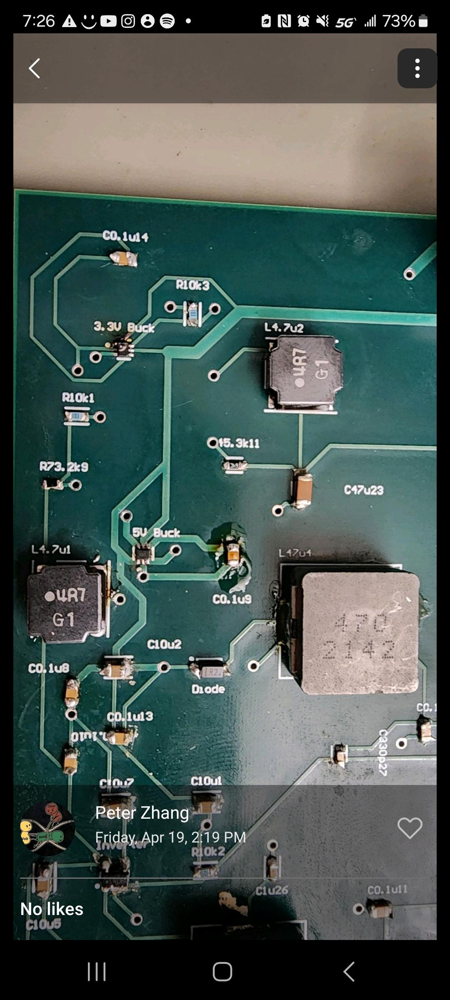 7:26 5G 73%
C0.1u14
R10k3
3.3V Buck
L4.7u2
4R7
G1
R10k1
103
45.3k11
R73.2k9
C47u23
5V Buck
L4.7u1
L47u4
4R7
G1
C0.1u9
470
2142
C10u2
C0.1u8
Diode
C0.1u13
C0.1
C330p27
C10u7
C10u1
Peter Zhang
Friday, Apr 19, 2:19 PM
Ohm
Volt
Amp
Inverter
R10k2
C1u26
C0.1u11
No likes
C10u5